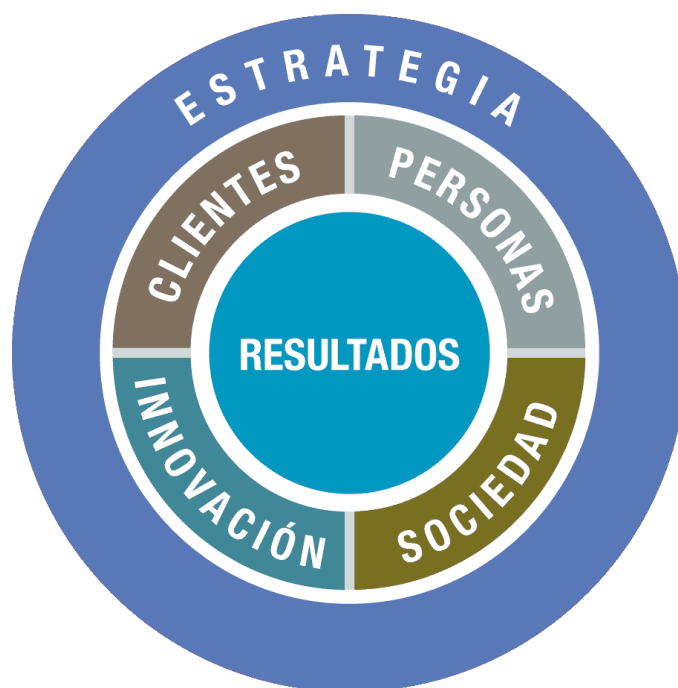 ESTRATEGIA
CLIENTES
PERSONAS
RESULTADOS
INNOVACIÓN
SOCIEDAD